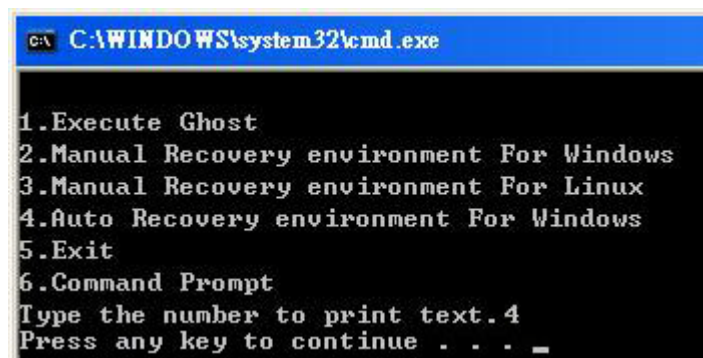 C:\WINDOWS\system32\cmd.exe
1.Execute Ghost
2.Manual Recovery environment For Windows
3.Manual Recovery environment For Linux
4.Auto Recovery environment For Windows
5.Exit
6.Command Prompt
Type the number to print text.4
Press any key to continue . . . _